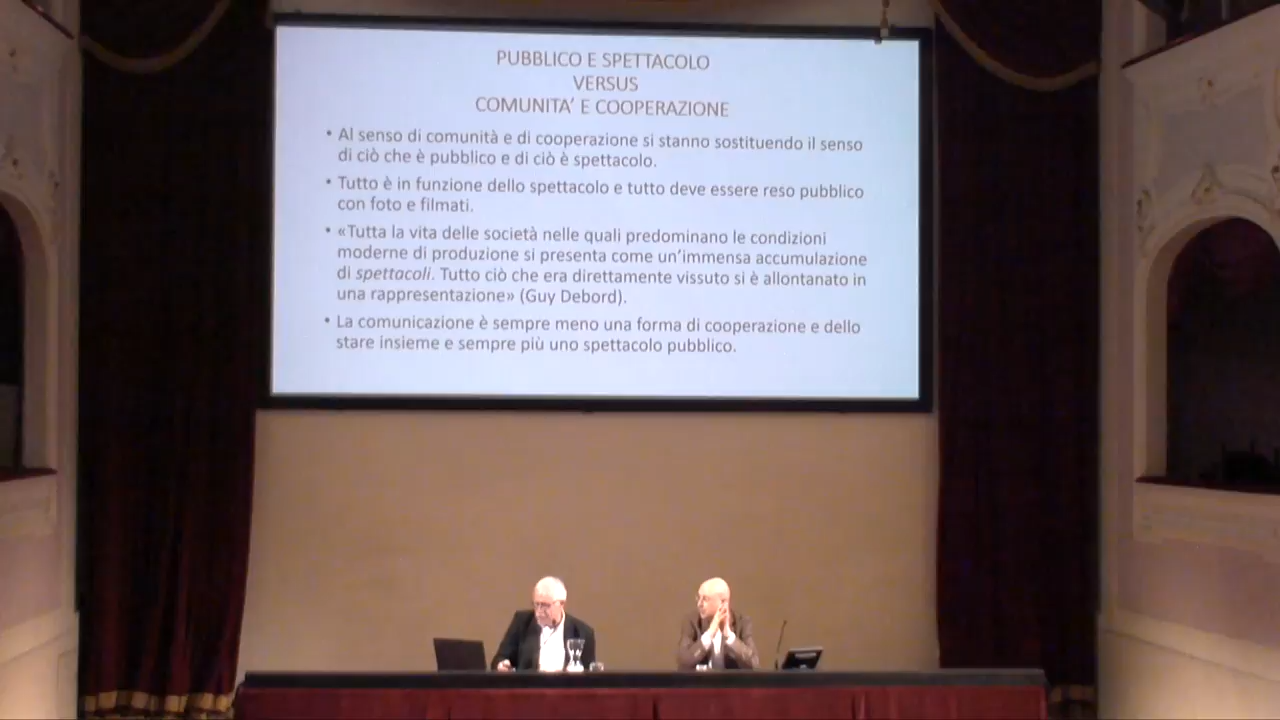 PUBBLICO E SPETTACOLO
VERSUS
COMUNITA' E COOPERAZIONE
• Al senso di comunità e di cooperazione si stanno sostituendo il senso
di ciò che è pubblico e di ciò è spettacolo.
• Tutto è in funzione dello spettacolo e tutto deve essere reso pubblico
con foto e filmati.
• «Tutta la vita delle società nelle quali predominano le condizioni
moderne di produzione si presenta come un'immensa accumulazione
di spettacoli. Tutto ciò che era direttamente vissuto si è allontanato in
una rappresentazione» (Guy Debord).
• La comunicazione è sempre meno una forma di cooperazione e dello
stare insieme e sempre più uno spettacolo pubblico.